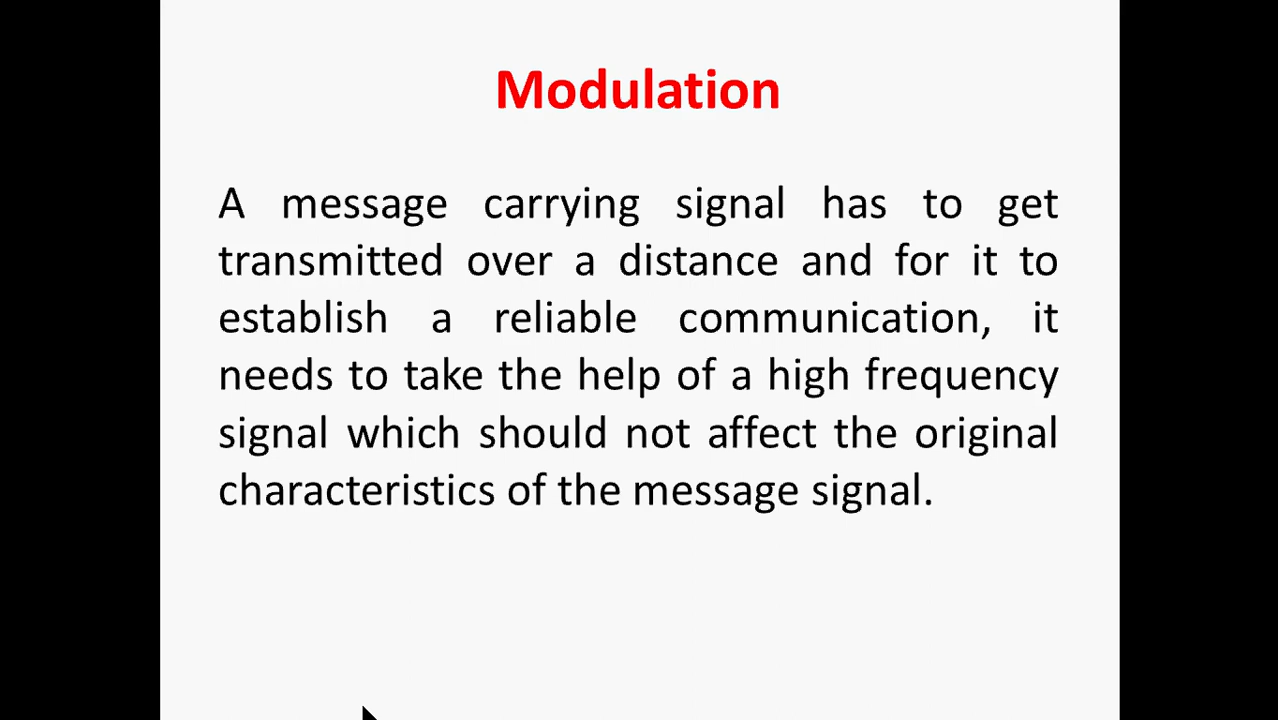 Modulation
A message carrying signal has to get
transmitted over a distance and for it to
establish a reliable communication, it
needs to take the help of a high frequency
signal which should not affect the original
characteristics of the message signal.